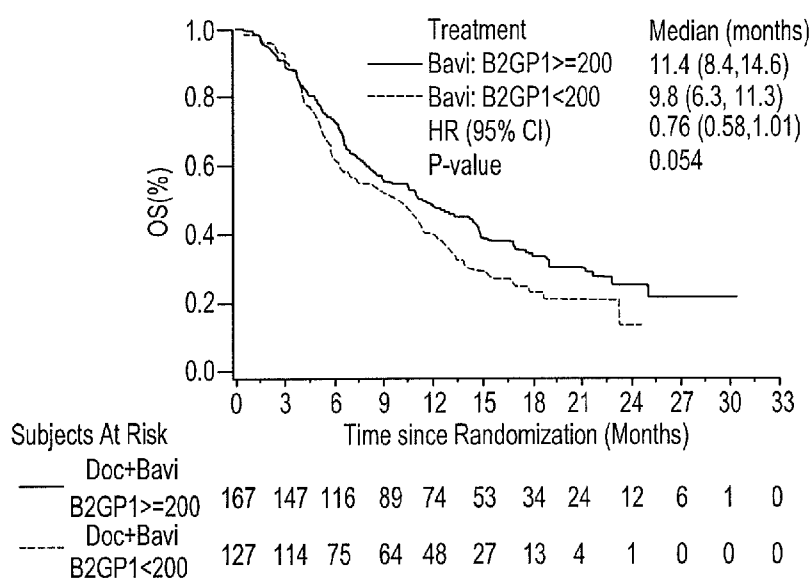 Treatment Median (months)
Bavi: B2GP1>=200 11.4 (8.4,14.6)
Bavi: B2GP1<200 9.8 (6.3, 11.3)
HR (95% CI) 0.76 (0.58,1.01)
P-value 0.054
OS(%)
1.0
0.8
0.6
0.4
0.2
0.0
0 3 6 9 12 15 18 21 24 27 30 33
Subjects At Risk Time since Randomization (Months)
Doc+Bavi
B2GP1>=200 167 147 116 89 74 53 34 24 12 6 1 0
Doc+Bavi
B2GP1<200 127 114 75 64 48 27 13 4 1 0 0 0